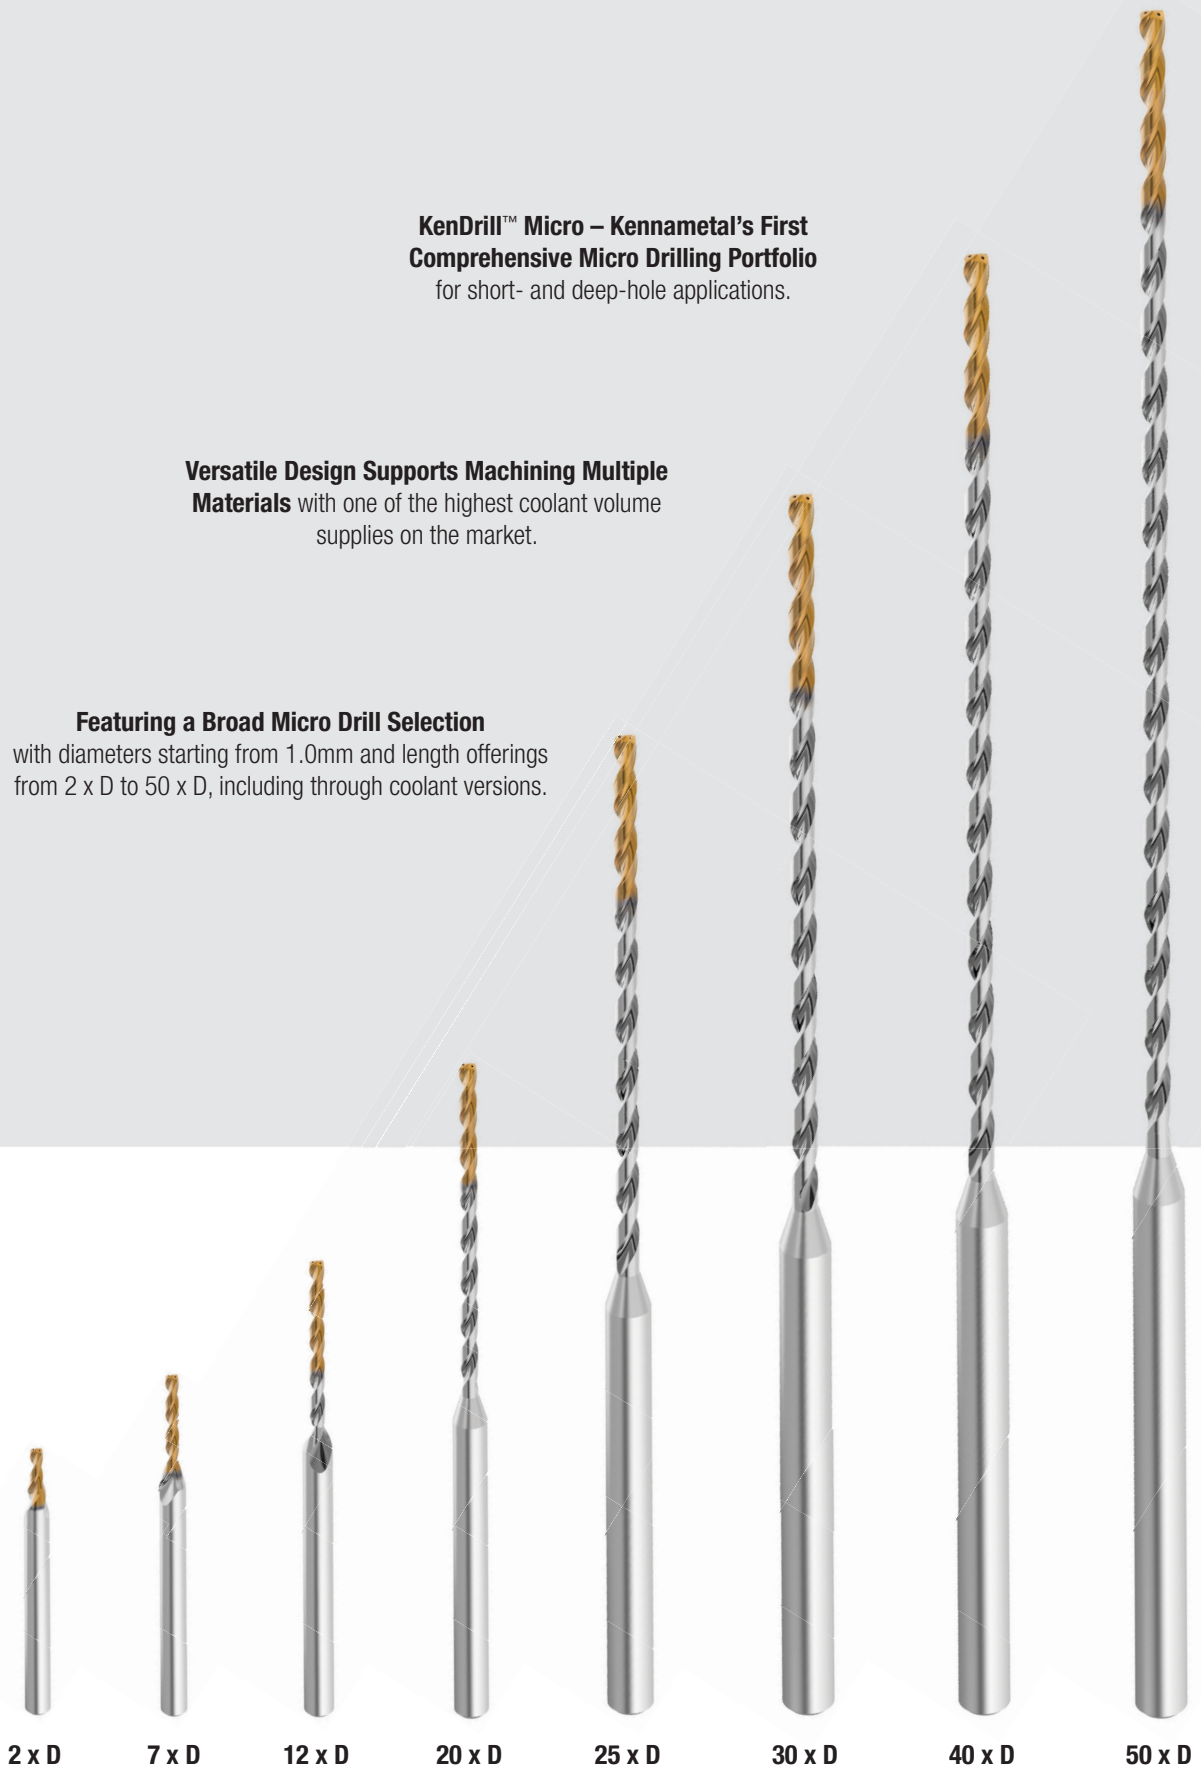 KenDrill™ Micro – Kennametal's First
Comprehensive Micro Drilling Portfolio
for short- and deep-hole applications.
Versatile Design Supports Machining Multiple
Materials with one of the highest coolant volume
supplies on the market.
Featuring a Broad Micro Drill Selection
with diameters starting from 1.0mm and length offerings
from 2 x D to 50 x D, including through coolant versions.
2 x D 7 x D 12 x D 20 x D 25 x D 30 x D 40 x D 50 x D